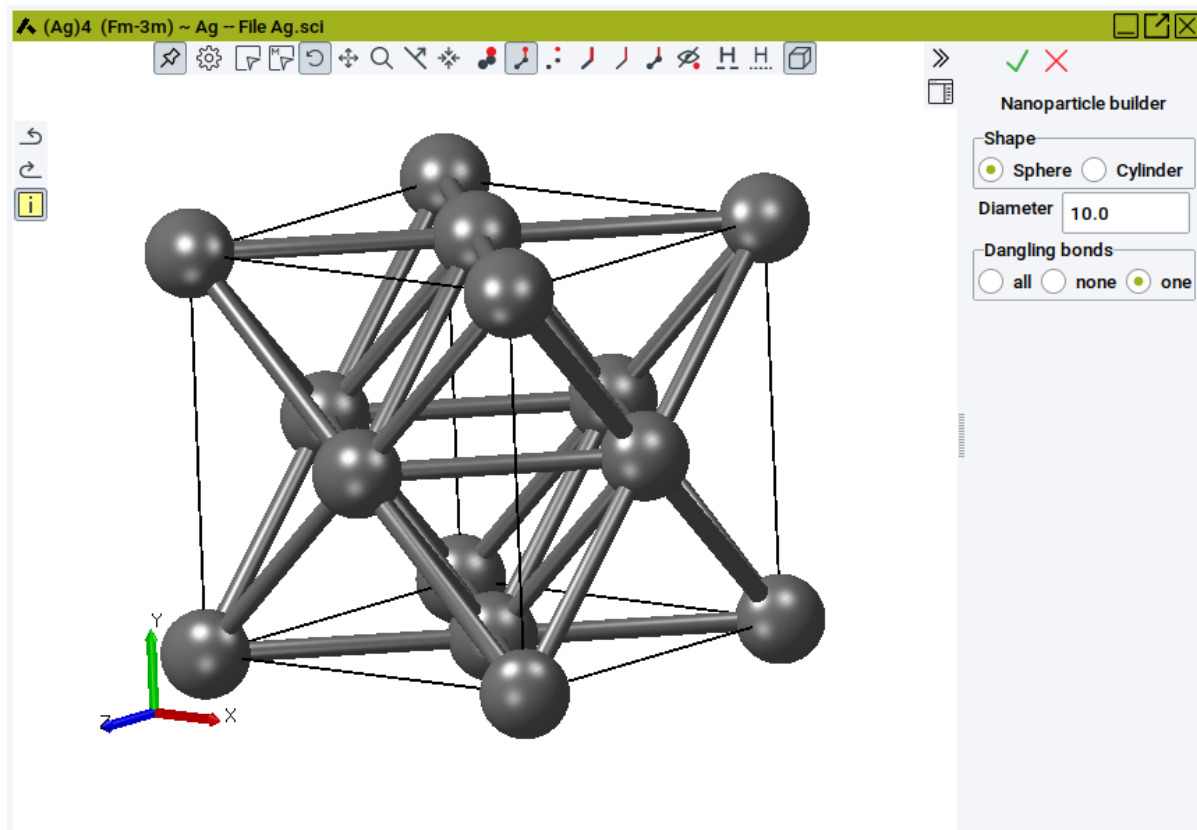 (Ag)4 (Fm-3m) ~ Ag -- File Ag.sci
M
H H
i
Nanoparticle builder
Shape
Sphere Cylinder
Diameter 10.0
Dangling bonds
all none one
Y
Z X